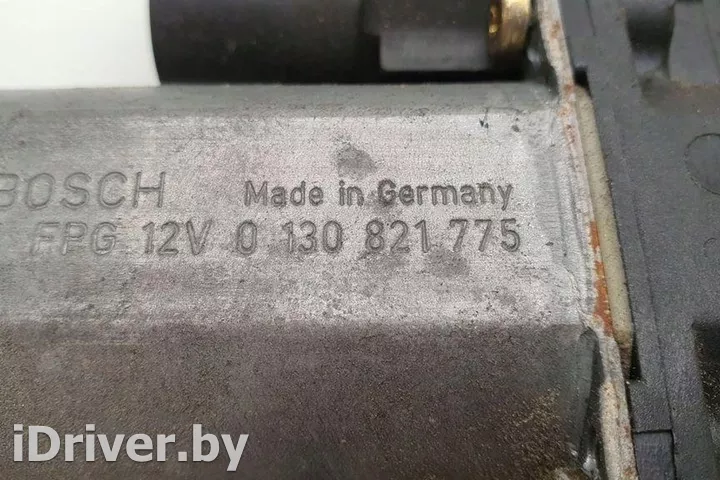 BOSCH Made in Germany
FPG 12V 0 130 821 775
iDriver.by